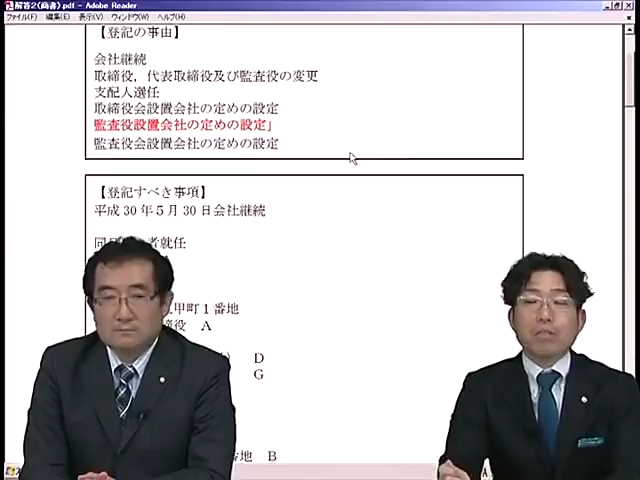 解答2(商書).pdf - Adobe Reader
ファイル(F) 編集(E) 表示(V) ウィンドウ(W) ヘルプ(H)
【登記の事由】
会社継続
取締役，代表取締役及び監査役の変更
支配人選任
取締役会設置会社の定めの設定
監査役設置会社の定めの設定」
監査役会設置会社の定めの設定
【登記すべき事項】
平成 30 年 5 月 30 日会社継続
者就任
甲町１番地
役 A
D
G
番地 B
A